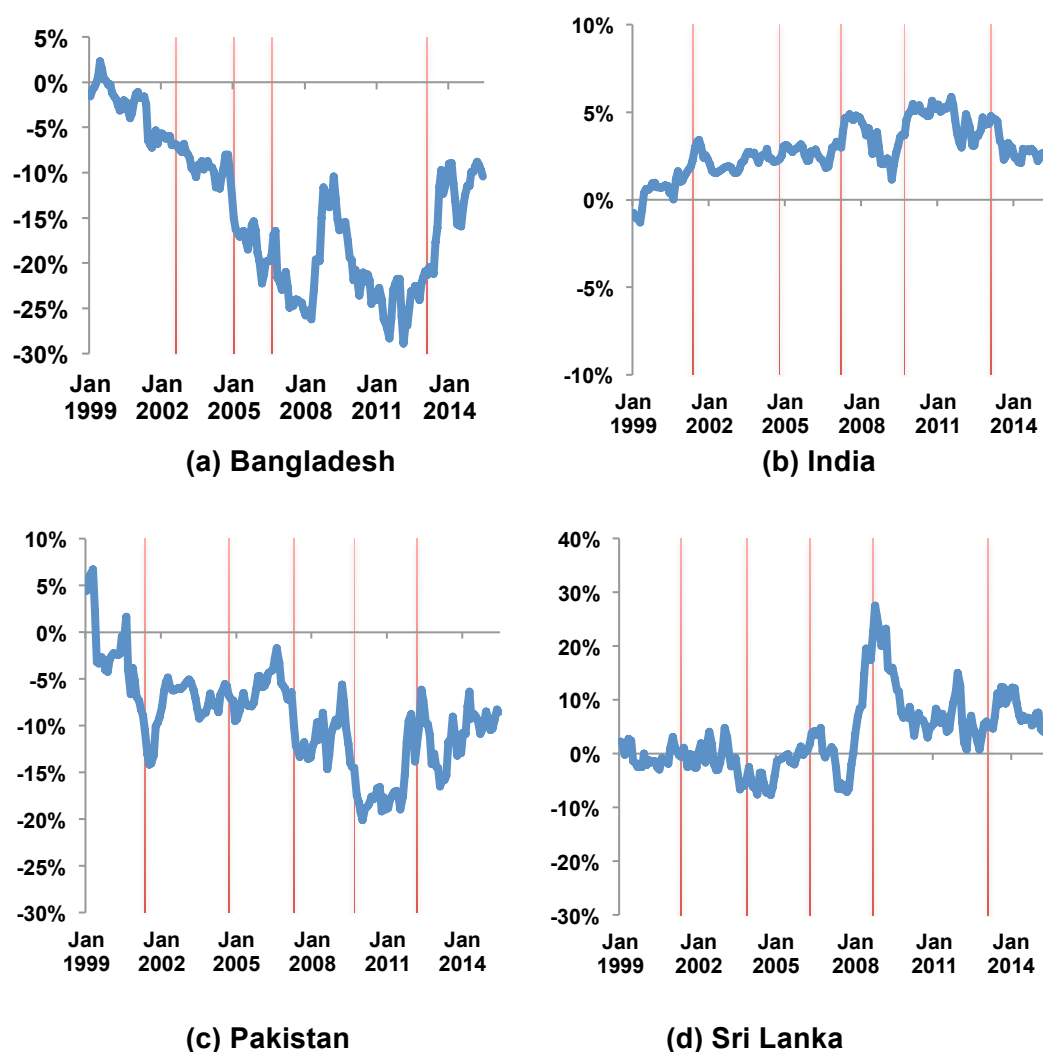 5%
0%
-5%
-10%
-15%
-20%
-25%
-30%
Jan Jan Jan Jan Jan Jan
1999 2002 2005 2008 2011 2014
(a) Bangladesh
10%
5%
0%
-5%
-10%
Jan Jan Jan Jan Jan Jan
1999 2002 2005 2008 2011 2014
(b) India
10%
5%
0%
-5%
-10%
-15%
-20%
-25%
-30%
Jan Jan Jan Jan Jan Jan
1999 2002 2005 2008 2011 2014
(c) Pakistan
40%
30%
20%
10%
0%
-10%
-20%
-30%
Jan Jan Jan Jan Jan Jan
1999 2002 2005 2008 2011 2014
(d) Sri Lanka